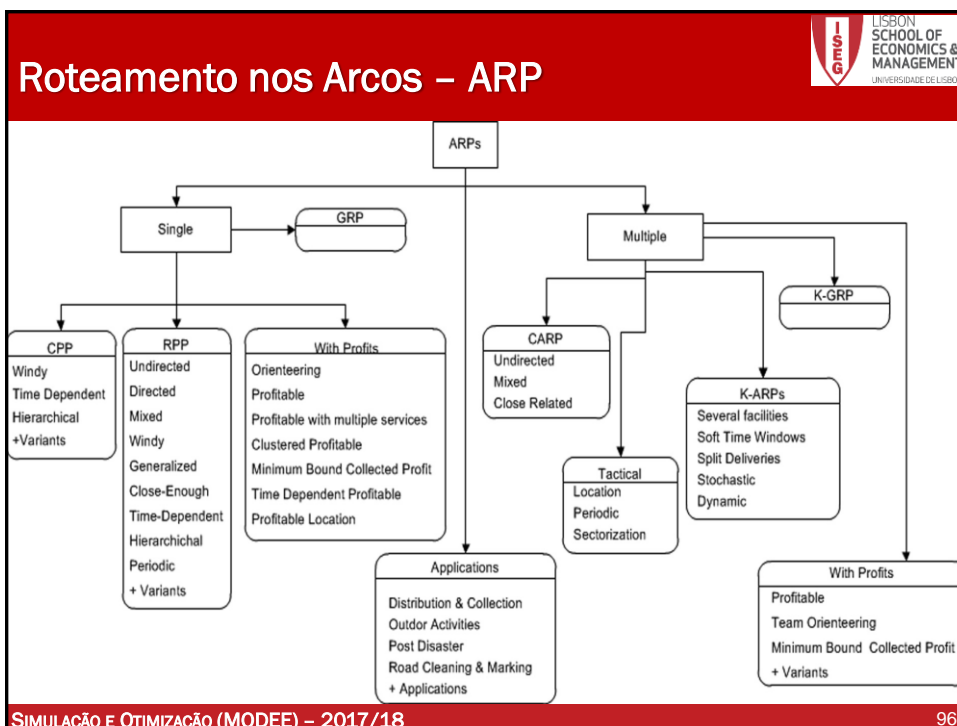 Roteamento nos Arcos – ARP
LISBON
SCHOOL OF
ECONOMICS &
MANAGEMENT
UNIVERSIDADE DE LISBO
ISEG
ARPs
Single
GRP
Multiple
K-GRP
CPP
Windy
Time Dependent
Hierarchical
+Variants
RPP
Undirected
Directed
Mixed
Windy
Generalized
Close-Enough
Time-Dependent
Hierarchichal
Periodic
+ Variants
With Profits
Orienteering
Profitable
Profitable with multiple services
Clustered Profitable
Minimum Bound Collected Profit
Time Dependent Profitable
Profitable Location
CARP
Undirected
Mixed
Close Related
Tactical
Location
Periodic
Sectorization
K-ARPs
Several facilities
Soft Time Windows
Split Deliveries
Stochastic
Dynamic
Applications
Distribution & Collection
Outdor Activities
Post Disaster
Road Cleaning & Marking
+ Applications
With Profits
Profitable
Team Orienteering
Minimum Bound Collected Profit
+ Variants
SIMULAÇÃO E OTIMIZAÇÃO (MODEE) – 2017/18
96